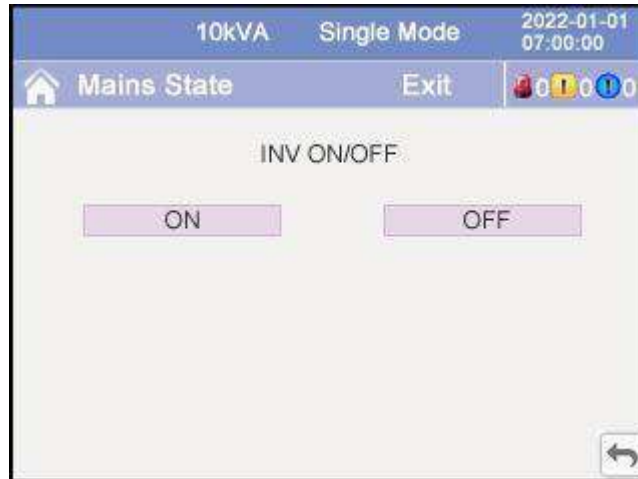 10kVA Single Mode 2022-01-01
07:00:00
Mains State Exit 0 ! 0 ! 0
INV ON/OFF
ON OFF